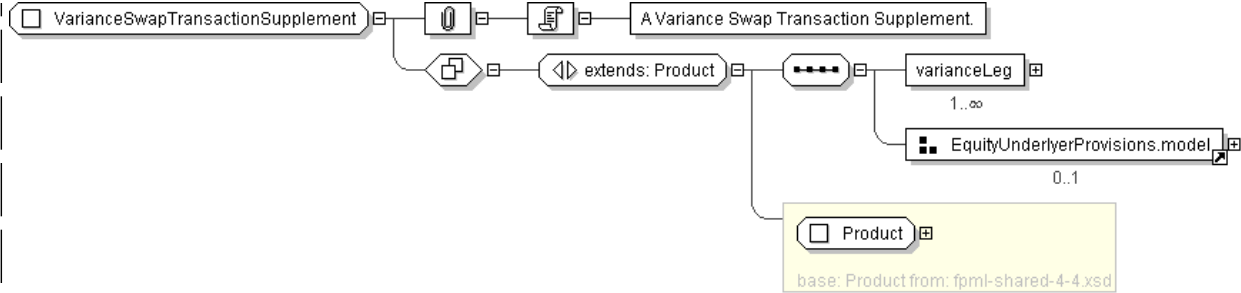 VarianceSwapTransactionSupplement
A Variance Swap Transaction Supplement.
extends: Product
varianceLeg
1..∞
EquityUnderlyerProvisions.model
0..1
Product
base: Product from: fpml-shared-4-4.xsd